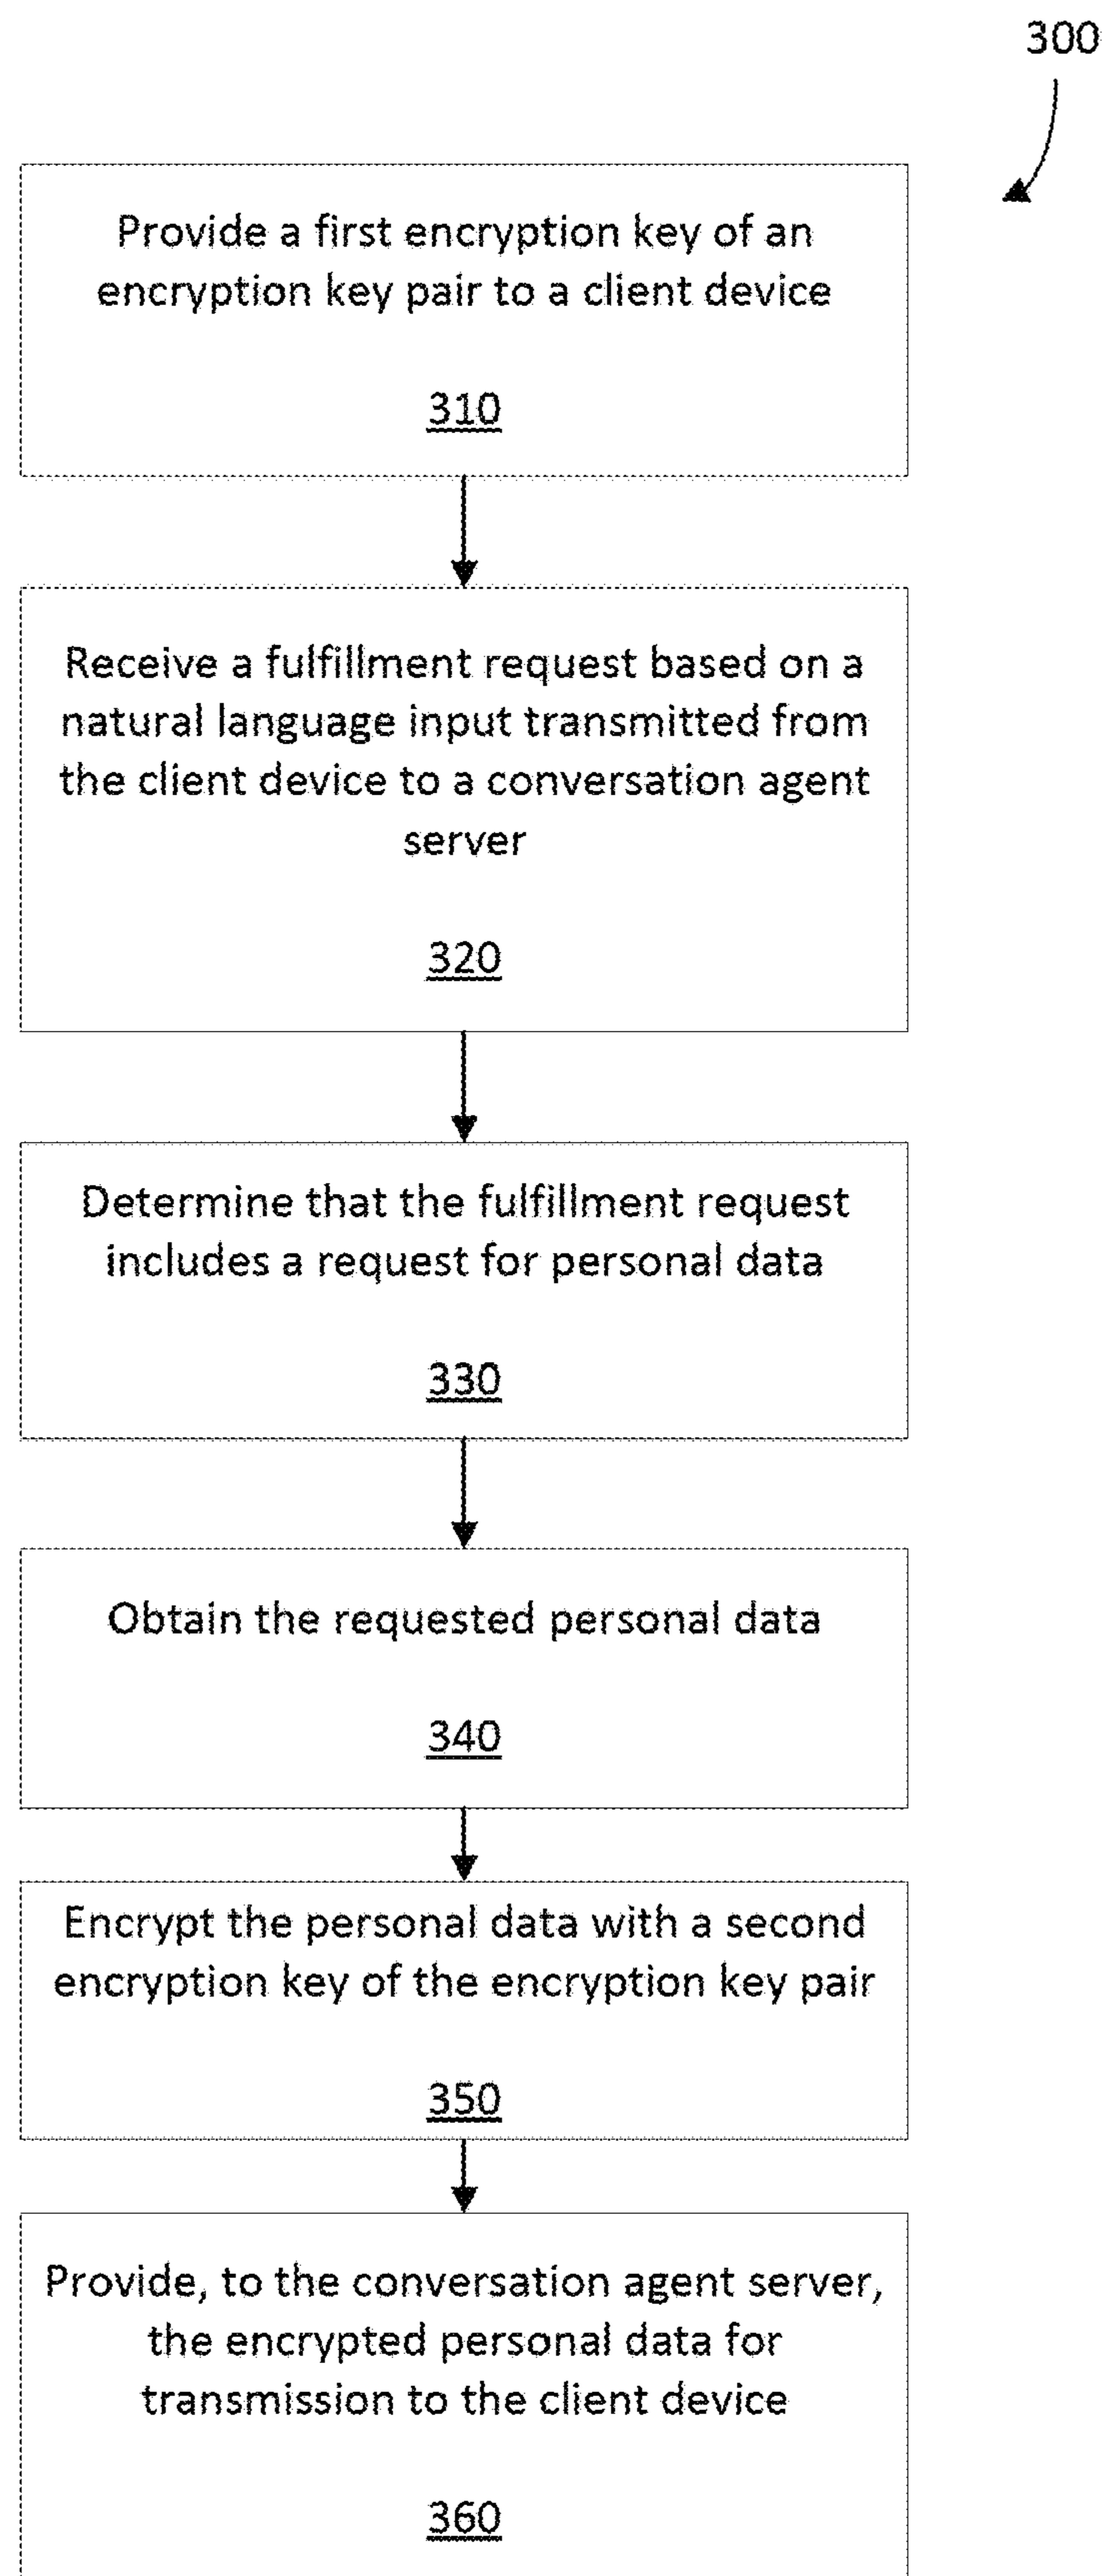 300
Provide a first encryption key of an
encryption key pair to a client device
310
Receive a fulfillment request based on a
natural language input transmitted from
the client device to a conversation agent
server
320
Determine that the fulfillment request
includes a request for personal data
330
Obtain the requested personal data
340
Encrypt the personal data with a second
encryption key of the encryption key pair
350
Provide, to the conversation agent server,
the encrypted personal data for
transmission to the client device
360